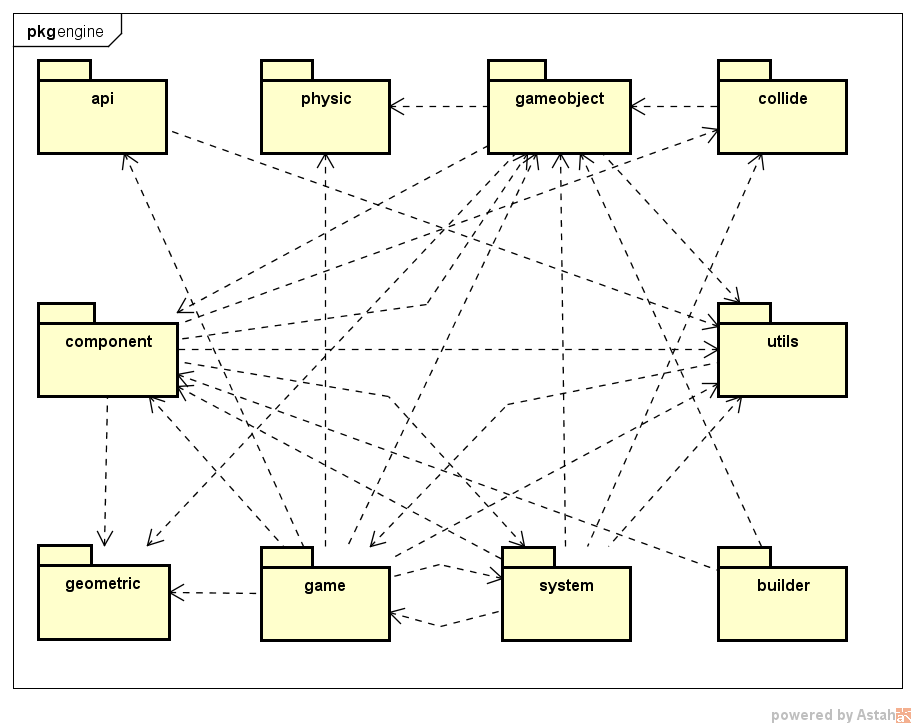 pkg engine
api
physic
gameobject
collide
component
utils
geometric
game
system
builder
powered by Astah